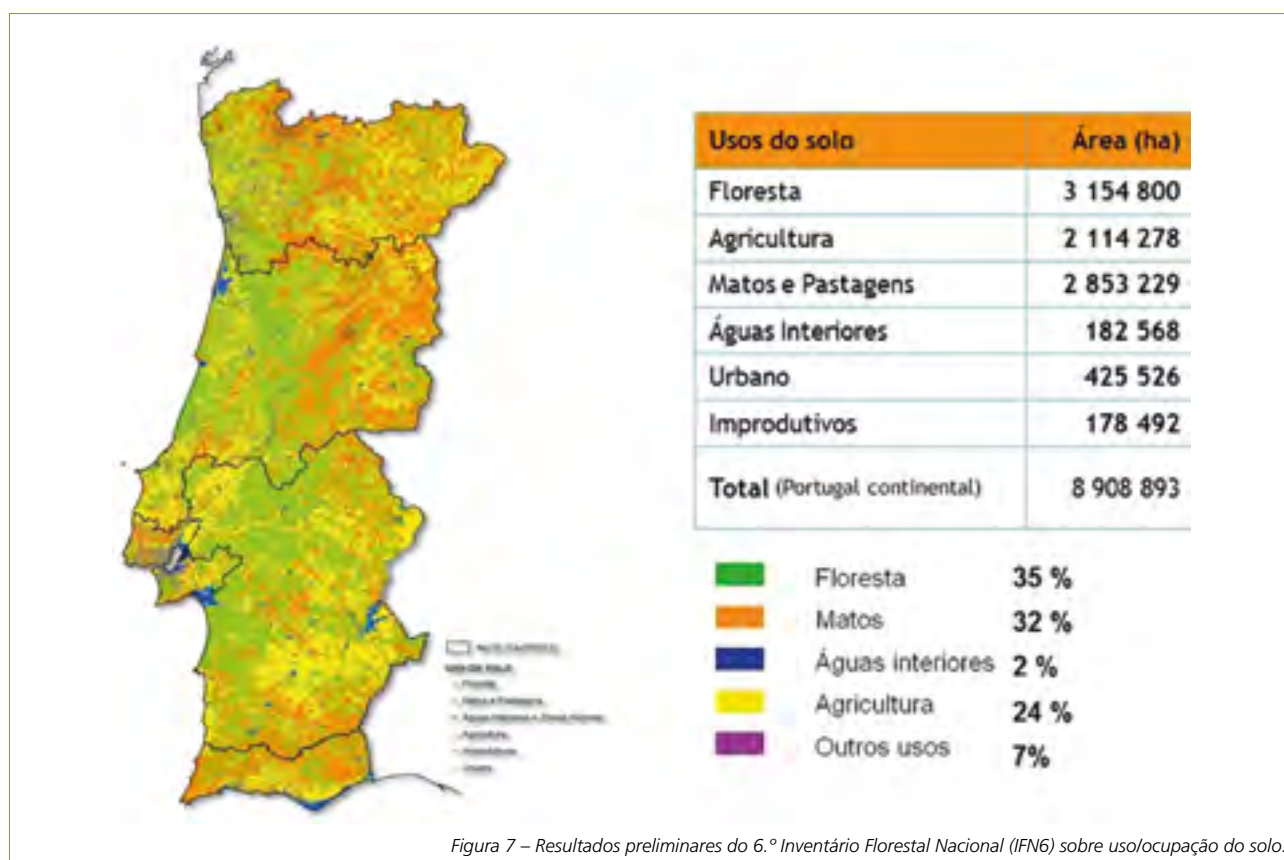 Usos do solo Área (ha)
Floresta 3 154 800
Agricultura 2 114 278
Matos e Pastagens 2 853 229
Águas Interiores 182 568
Urbano 425 526
Improdutivos 178 492
Total (Portugal continental) 8 908 893
Floresta 35 %
Matos 32 %
Águas interiores 2 %
Agricultura 24 %
Outros usos 7%
Figura 7 – Resultados preliminares do 6.º Inventário Florestal Nacional (IFN6) sobre uso/ocupação do solo.